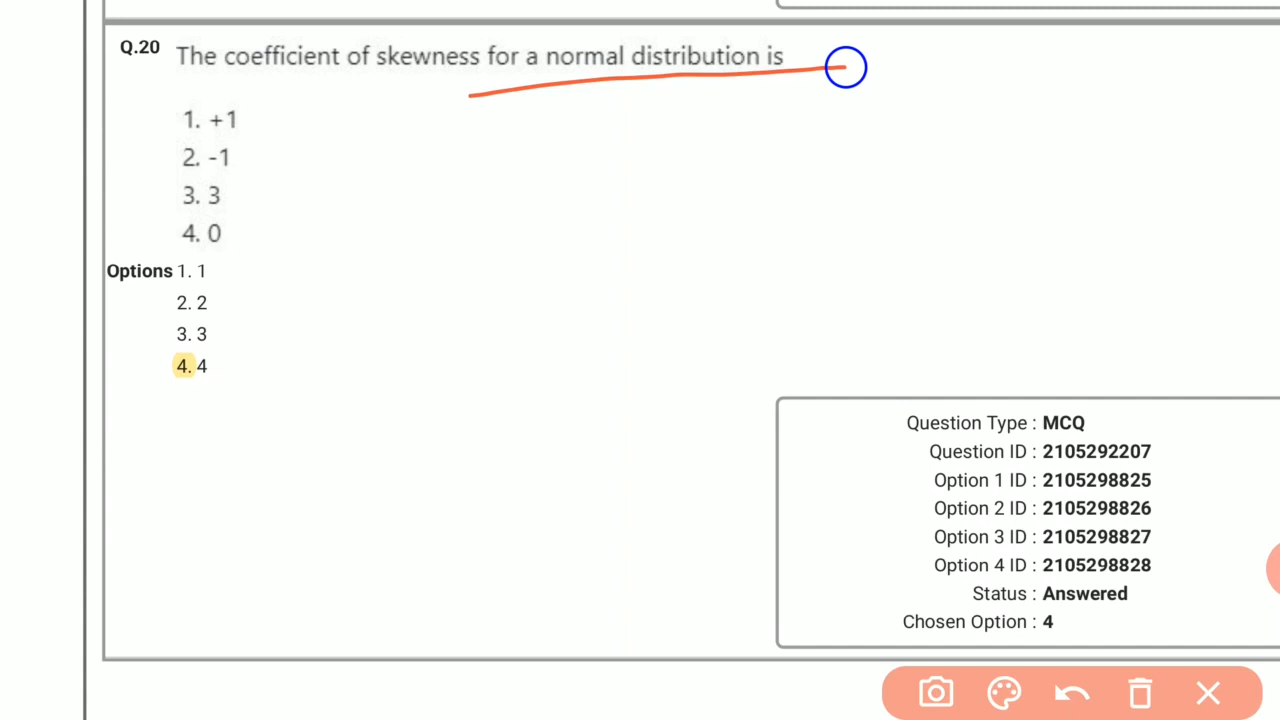 Q.20 The coefficient of skewness for a normal distribution is
1. +1
2. -1
3. 3
4. 0
Options 1. 1
2. 2
3. 3
4. 4
Question Type : MCQ
Question ID : 2105292207
Option 1 ID : 2105298825
Option 2 ID : 2105298826
Option 3 ID : 2105298827
Option 4 ID : 2105298828
Status : Answered
Chosen Option : 4